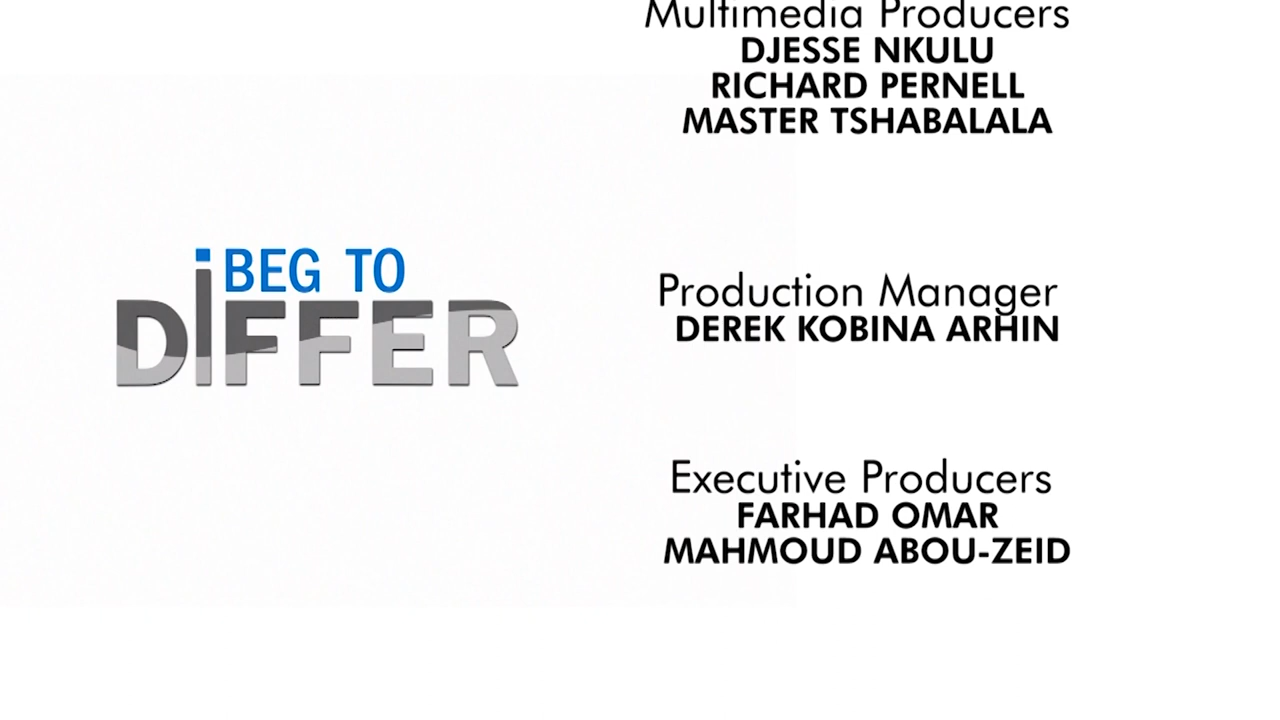 i BEG TO
DIFFER
Multimedia Producers
DJESSE NKULU
RICHARD PERNELL
MASTER TSHABALALA
Production Manager
DEREK KOBINA ARHIN
Executive Producers
FARHAD OMAR
MAHMOUD ABOU-ZEID